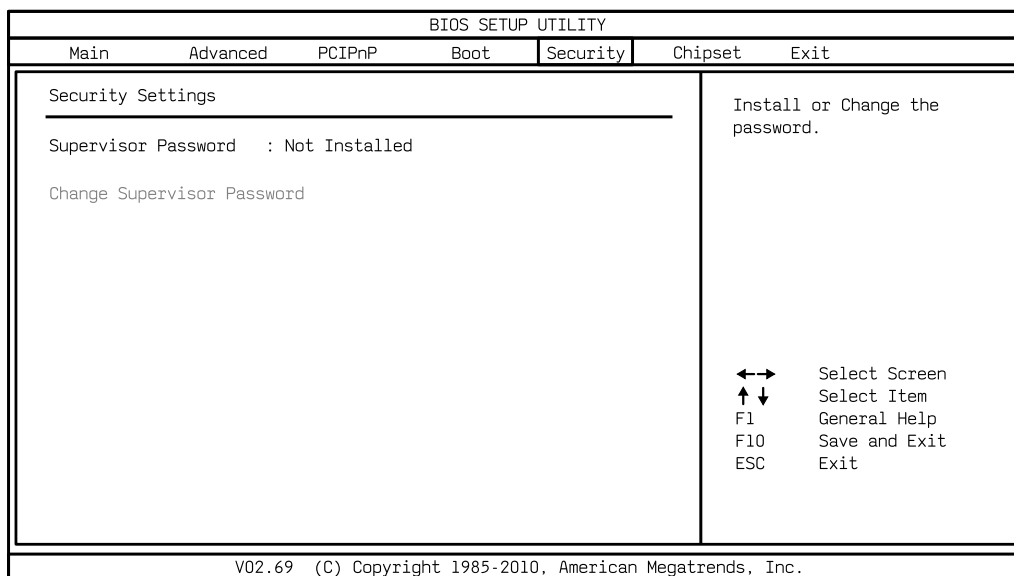 BIOS SETUP UTILITY
Main Advanced PCIPnP Boot Security Chipset Exit
Security Settings
Supervisor Password : Not Installed
Change Supervisor Password
Install or Change the
password.
Select Screen
Select Item
F1 General Help
F10 Save and Exit
ESC Exit
V02.69 (C) Copyright 1985-2010, American Megatrends, Inc.